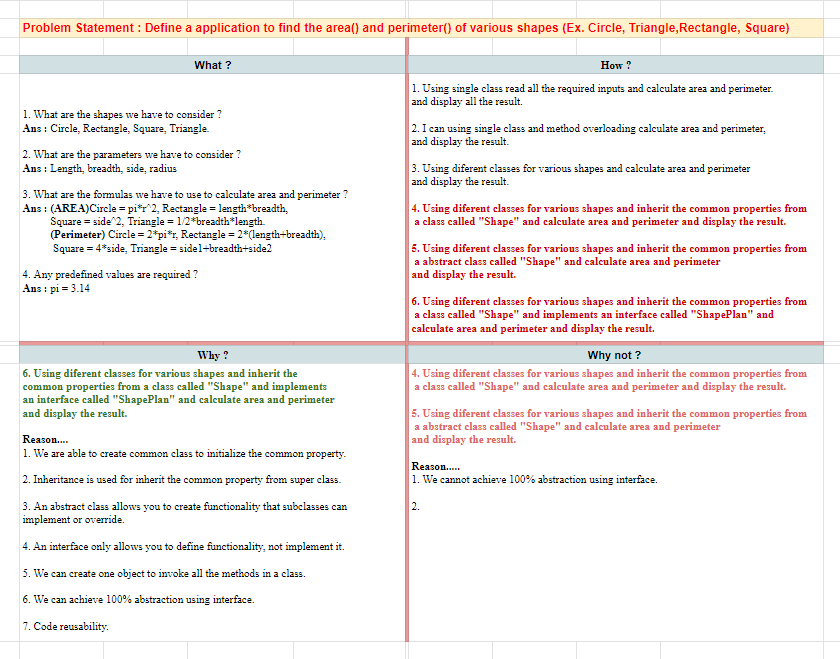 Problem Statement : Define a application to find the area() and perimeter() of various shapes (Ex. Circle, Triangle,Rectangle, Square)
What ?
1. What are the shapes we have to consider ?
Ans : Circle, Rectangle, Square, Triangle.
2. What are the parameters we have to consider ?
Ans : Length, breadth, side, radius
3. What are the formulas we have to use to calculate area and perimeter ?
Ans : (AREA)Circle = pi*r^2, Rectangle = length*breadth,
Square = side^2, Triangle = 1/2*breadth*length.
(Perimeter) Circle = 2*pi*r, Rectangle = 2*(length+breadth),
Square = 4*side, Triangle = side1+breadth+side2
4. Any predefined values are required ?
Ans : pi = 3.14
How ?
1. Using single class read all the required inputs and calculate area and perimeter.
and display all the result.
2. I can using single class and method overloading calculate area and perimeter,
and display the result.
3. Using diferent classes for various shapes and calculate area and perimeter
and display the result.
4. Using diferent classes for various shapes and inherit the common properties from
a class called "Shape" and calculate area and perimeter and display the result.
5. Using diferent classes for various shapes and inherit the common properties from
a abstract class called "Shape" and calculate area and perimeter
and display the result.
6. Using diferent classes for various shapes and inherit the common properties from
a class called "Shape" and implements an interface called "ShapePlan" and
calculate area and perimeter and display the result.
Why ?
6. Using diferent classes for various shapes and inherit the
common properties from a class called "Shape" and implements
an interface called "ShapePlan" and calculate area and perimeter
and display the result.
Reason....
1. We are able to create common class to initialize the common property.
2. Inheritance is used for inherit the common property from super class.
3. An abstract class allows you to create functionality that subclasses can
implement or override.
4. An interface only allows you to define functionality, not implement it.
5. We can create one object to invoke all the methods in a class.
6. We can achieve 100% abstraction using interface.
7. Code reusability.
Why not ?
4. Using diferent classes for various shapes and inherit the common properties from
a class called "Shape" and calculate area and perimeter and display the result.
5. Using diferent classes for various shapes and inherit the common properties from
a abstract class called "Shape" and calculate area and perimeter
and display the result.
Reason.....
1. We cannot achieve 100% abstraction using interface.
2.